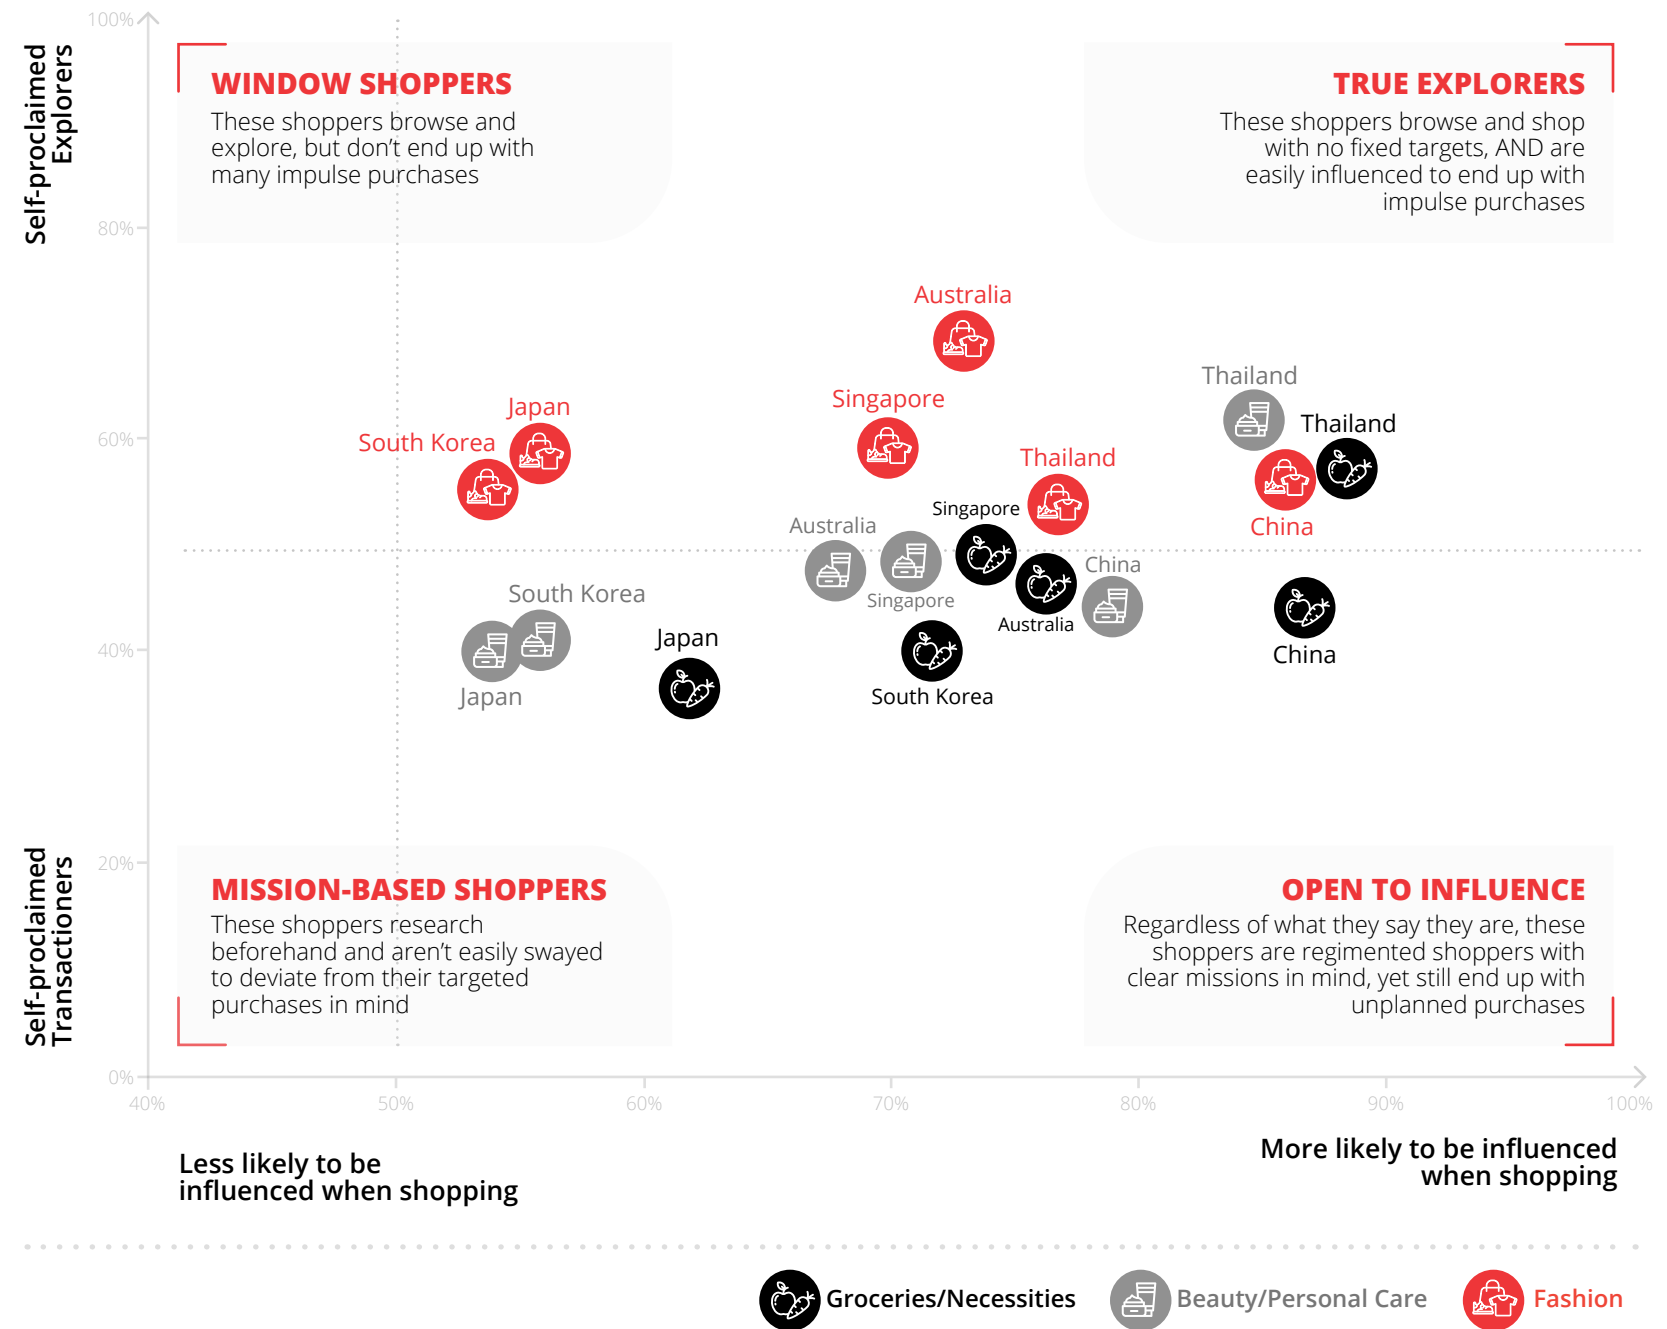 100%
Self-proclaimed
Explorers
WINDOW SHOPPERS
These shoppers browse and
explore, but don't end up with
many impulse purchases
TRUE EXPLORERS
These shoppers browse and shop
with no fixed targets, AND are
easily influenced to end up with
impulse purchases
80%
Australia
Thailand
Singapore
Japan
Thailand
60%
South Korea
Thailand
Singapore
Australia
China
China
Singapore
South Korea
Australia
Japan
40%
China
Japan
South Korea
20%
Self-proclaimed
Transactioners
MISSION-BASED SHOPPERS
These shoppers research
beforehand and aren't easily swayed
to deviate from their targeted
purchases in mind
OPEN TO INFLUENCE
Regardless of what they say they are, these
shoppers are regimented shoppers with
clear missions in mind, yet still end up with
unplanned purchases
0%
40%
50%
60%
70%
80%
90%
100%
Less likely to be
influenced when shopping
More likely to be influenced
when shopping
Groceries/Necessities
Beauty/Personal Care
Fashion